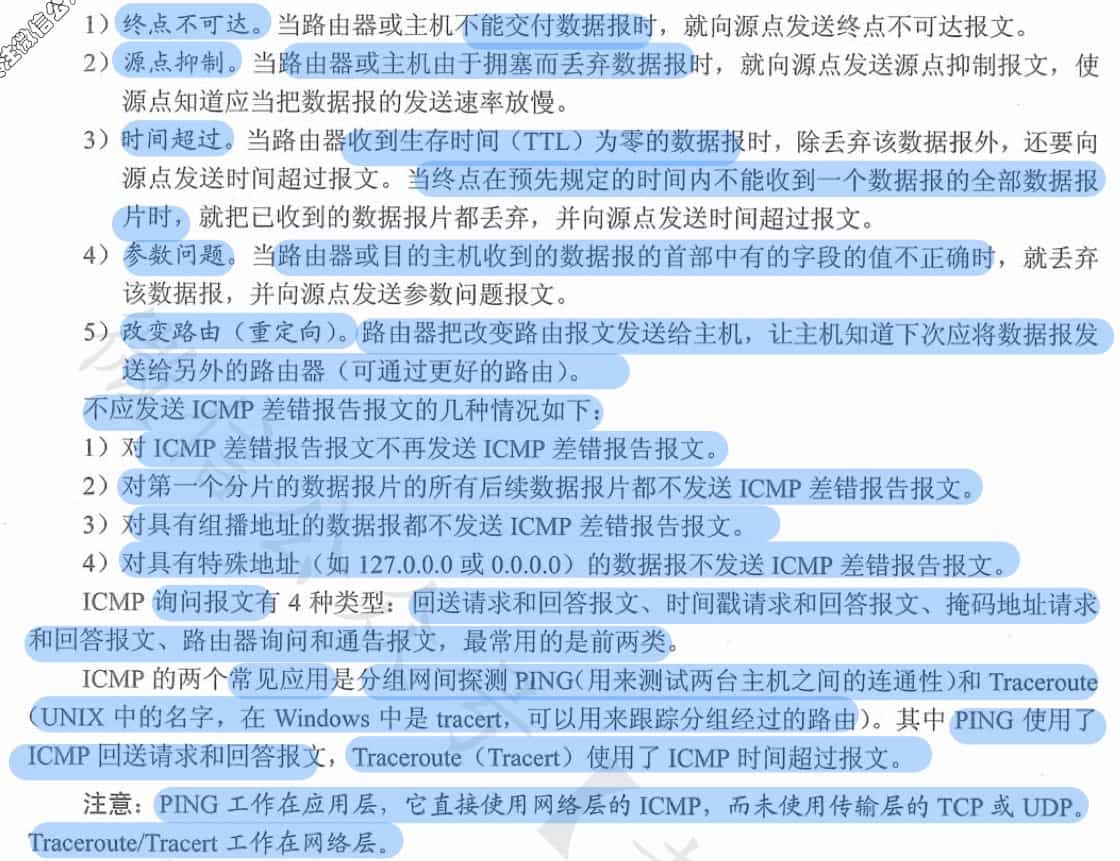 1）终点不可达。当路由器或主机不能交付数据报时，就向源点发送终点不可达报文。
2）源点抑制。当路由器或主机由于拥塞而丢弃数据报时，就向源点发送源点抑制报文，使
源点知道应当把数据报的发送速率放慢。
3）时间超过。当路由器收到生存时间（TTL）为零的数据报时，除丢弃该数据报外，还要向
源点发送时间超过报文。当终点在预先规定的时间内不能收到一个数据报的全部数据报
片时，就把已收到的数据报片都丢弃，并向源点发送时间超过报文。
4）参数问题。当路由器或目的主机收到的数据报的首部中有的字段的值不正确时，就丢弃
该数据报，并向源点发送参数问题报文。
5）改变路由（重定向）。路由器把改变路由报文发送给主机，让主机知道下次应将数据报发
送给另外的路由器（可通过更好的路由）。
不应发送 ICMP 差错报告报文的几种情况如下：
1）对 ICMP 差错报告报文不再发送 ICMP 差错报告报文。
2）对第一个分片的数据报片的所有后续数据报片都不发送 ICMP 差错报告报文。
3）对具有组播地址的数据报都不发送 ICMP 差错报告报文。
4）对具有特殊地址（如 127.0.0.0 或 0.0.0.0）的数据报不发送 ICMP 差错报告报文。
ICMP 询问报文有 4 种类型：回送请求和回答报文、时间戳请求和回答报文、掩码地址请求
和回答报文、路由器询问和通告报文，最常用的是前两类。
ICMP 的两个常见应用是分组网间探测 PING（用来测试两台主机之间的连通性）和 Traceroute
（UNIX 中的名字，在 Windows 中是 tracert，可以用来跟踪分组经过的路由）。其中 PING 使用了
ICMP 回送请求和回答报文，Traceroute（Tracert）使用了 ICMP 时间超过报文。
注意：PING 工作在应用层，它直接使用网络层的 ICMP，而未使用传输层的 TCP 或 UDP。
Traceroute/Tracert 工作在网络层。